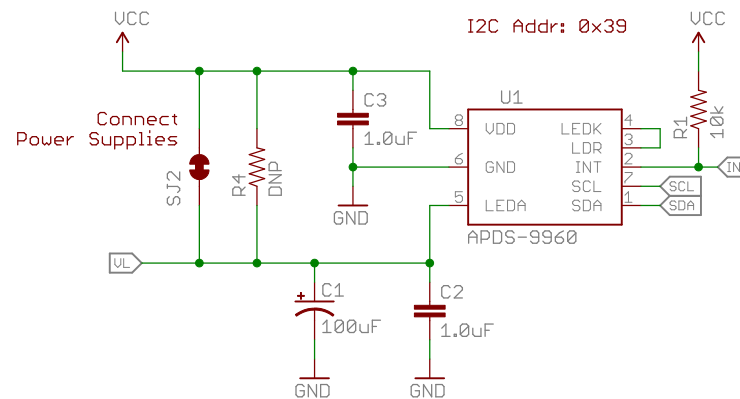 VCC
I2C Addr: 0x39
VCC
Connect
Power Supplies
SJ2
R4
DNP
C3
1.0uF
GND
U1
8
VDD
6
GND
5
LEDA
LEDK
4
LDR
3
INT
2
SCL
7
SDA
1
APDS-9960
R1
10k
IN
SCL
SDA
VL
C1
100uF
GND
C2
1.0uF
GND